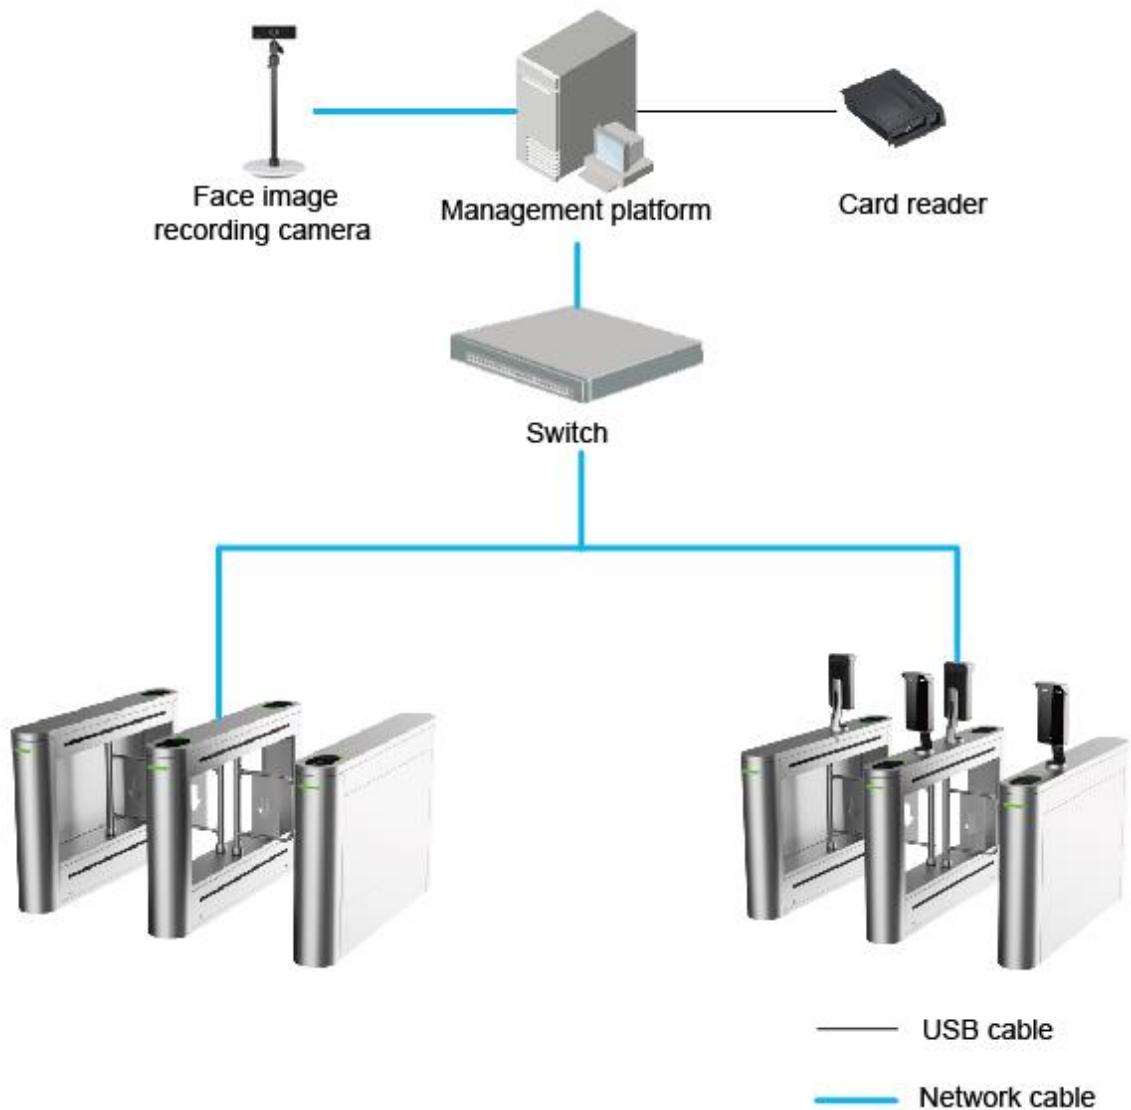 Face image
recording camera
Management platform
Card reader
Switch
USB cable
Network cable